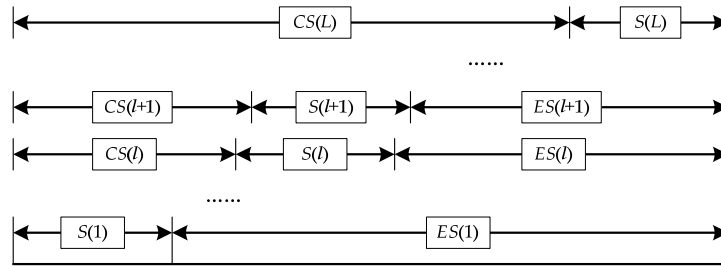 CS(L) S(L)
......
CS(l+1) S(l+1) ES(l+1)
CS(l) S(l) ES(l)
......
S(1) ES(1)